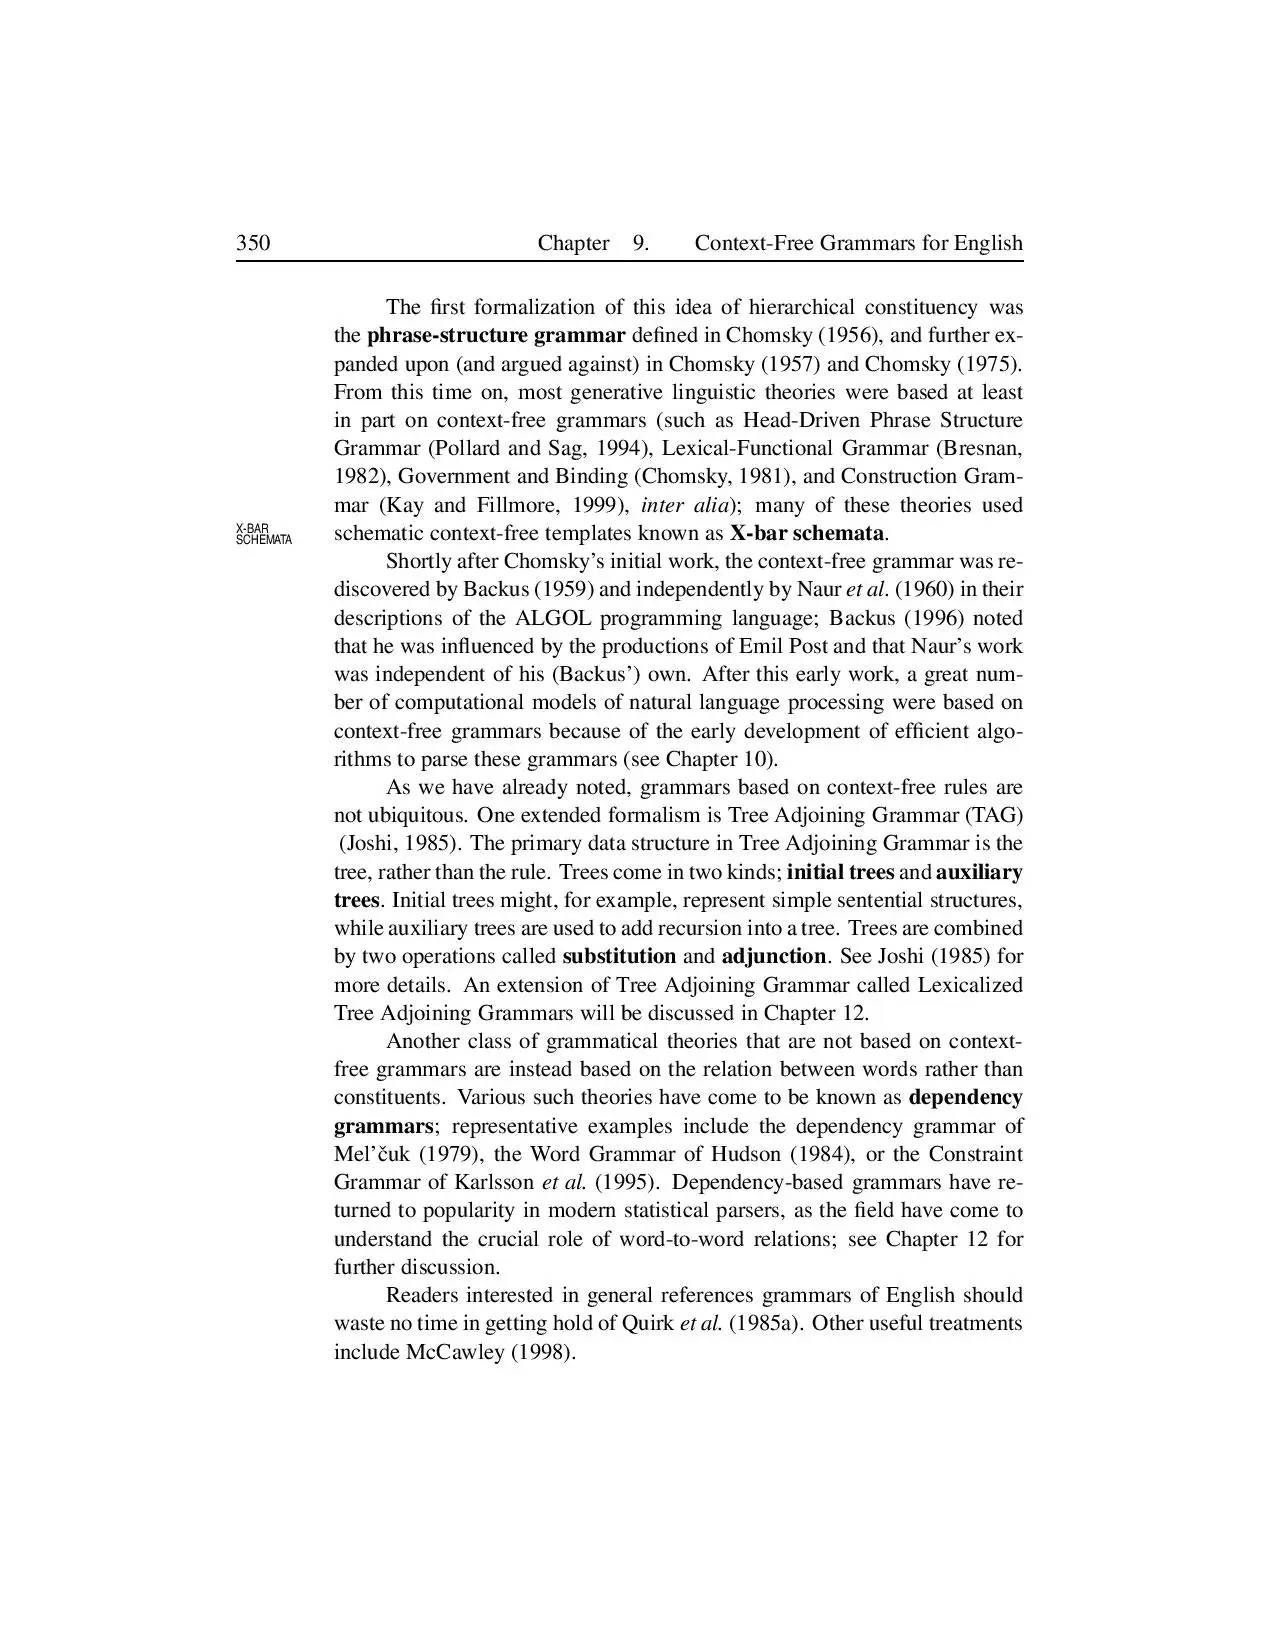 350 Chapter 9. Context-Free Grammars for English
The first formalization of this idea of hierarchical constituency was
the phrase-structure grammar defined in Chomsky (1956), and further ex-
panded upon (and argued against) in Chomsky (1957) and Chomsky (1975).
From this time on, most generative linguistic theories were based at least
in part on context-free grammars (such as Head-Driven Phrase Structure
Grammar (Pollard and Sag, 1994), Lexical-Functional Grammar (Bresnan,
1982), Government and Binding (Chomsky, 1981), and Construction Gram-
mar (Kay and Fillmore, 1999), inter alia); many of these theories used
X-BAR
SCHEMATA
schematic context-free templates known as X-bar schemata.
Shortly after Chomsky's initial work, the context-free grammar was re-
discovered by Backus (1959) and independently by Naur et al. (1960) in their
descriptions of the ALGOL programming language; Backus (1996) noted
that he was influenced by the productions of Emil Post and that Naur's work
was independent of his (Backus') own. After this early work, a great num-
ber of computational models of natural language processing were based on
context-free grammars because of the early development of efficient algo-
rithms to parse these grammars (see Chapter 10).
As we have already noted, grammars based on context-free rules are
not ubiquitous. One extended formalism is Tree Adjoining Grammar (TAG)
(Joshi, 1985). The primary data structure in Tree Adjoining Grammar is the
tree, rather than the rule. Trees come in two kinds; initial trees and auxiliary
trees. Initial trees might, for example, represent simple sentential structures,
while auxiliary trees are used to add recursion into a tree. Trees are combined
by two operations called substitution and adjunction. See Joshi (1985) for
more details. An extension of Tree Adjoining Grammar called Lexicalized
Tree Adjoining Grammars will be discussed in Chapter 12.
Another class of grammatical theories that are not based on context-
free grammars are instead based on the relation between words rather than
constituents. Various such theories have come to be known as dependency
grammars; representative examples include the dependency grammar of
Mel'čuk (1979), the Word Grammar of Hudson (1984), or the Constraint
Grammar of Karlsson et al. (1995). Dependency-based grammars have re-
turned to popularity in modern statistical parsers, as the field have come to
understand the crucial role of word-to-word relations; see Chapter 12 for
further discussion.
Readers interested in general references grammars of English should
waste no time in getting hold of Quirk et al. (1985a). Other useful treatments
include McCawley (1998).